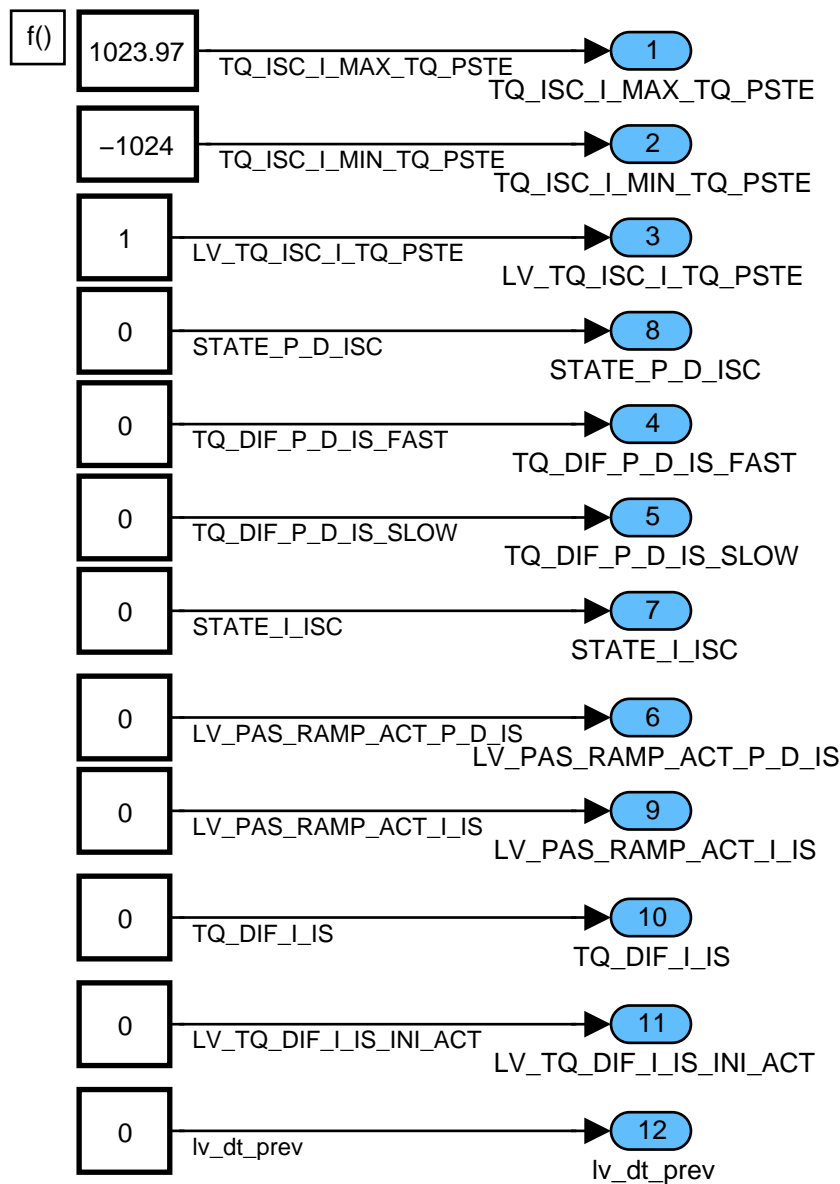 f()
1023.97
TQ_ISC_I_MAX_TQ_PSTE
1
TQ_ISC_I_MAX_TQ_PSTE
−1024
TQ_ISC_I_MIN_TQ_PSTE
2
TQ_ISC_I_MIN_TQ_PSTE
1
LV_TQ_ISC_I_TQ_PSTE
3
LV_TQ_ISC_I_TQ_PSTE
0
STATE_P_D_ISC
8
STATE_P_D_ISC
0
TQ_DIF_P_D_IS_FAST
4
TQ_DIF_P_D_IS_FAST
0
TQ_DIF_P_D_IS_SLOW
5
TQ_DIF_P_D_IS_SLOW
0
STATE_I_ISC
7
STATE_I_ISC
0
LV_PAS_RAMP_ACT_P_D_IS
6
LV_PAS_RAMP_ACT_P_D_IS
0
LV_PAS_RAMP_ACT_I_IS
9
LV_PAS_RAMP_ACT_I_IS
0
TQ_DIF_I_IS
10
TQ_DIF_I_IS
0
LV_TQ_DIF_I_IS_INI_ACT
11
LV_TQ_DIF_I_IS_INI_ACT
0
lv_dt_prev
12
lv_dt_prev